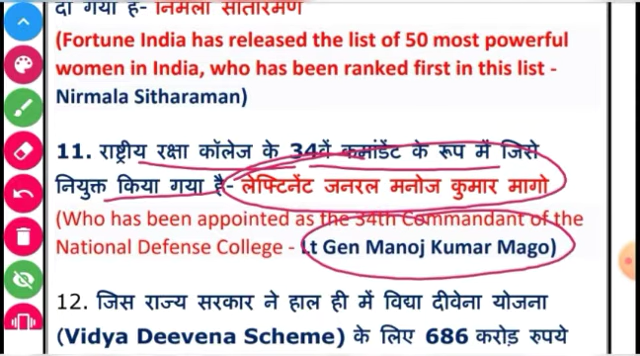 दी गयी है- निर्मला सीतारमण
(Fortune India has released the list of 50 most powerful
women in India, who has been ranked first in this list -
Nirmala Sitharaman)
11. राष्ट्रीय रक्षा कॉलेज के 34वें कमांडेंट के रूप में जिसे
नियुक्त किया गया है- लेफ्टिनेंट जनरल मनोज कुमार मागो
(Who has been appointed as the 34th Commandant of the
National Defense College - Lt Gen Manoj Kumar Mago)
12. जिस राज्य सरकार ने हाल ही में विद्या दीवेना योजना
(Vidya Deevena Scheme) के लिए 686 करोड़ रुपये